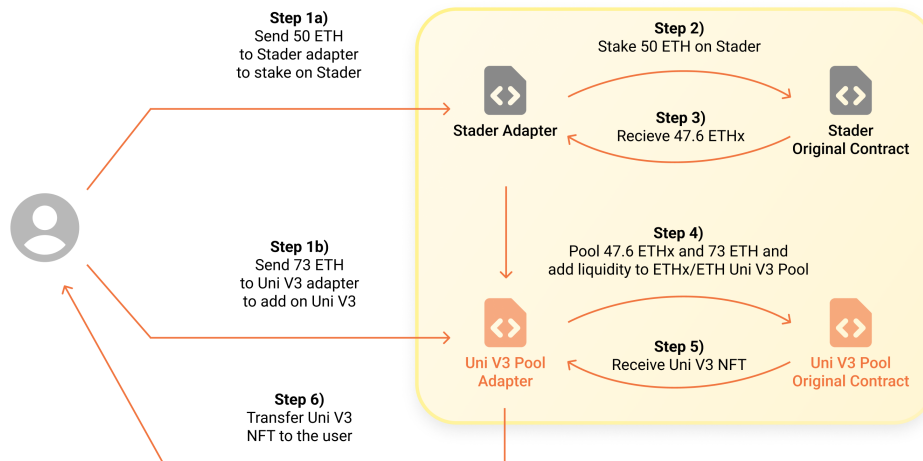 Step 1a)
Send 50 ETH
to Stader adapter
to stake on Stader
Step 2)
Stake 50 ETH on Stader
Stader Adapter
Step 3)
Recieve 47.6 ETHx
Stader
Original Contract
Step 1b)
Send 73 ETH
to Uni V3 adapter
to add on Uni V3
Step 4)
Pool 47.6 ETHx and 73 ETH and
add liquidity to ETHx/ETH Uni V3 Pool
Uni V3 Pool
Adapter
Step 5)
Receive Uni V3 NFT
Uni V3 Pool
Original Contract
Step 6)
Transfer Uni V3
NFT to the user